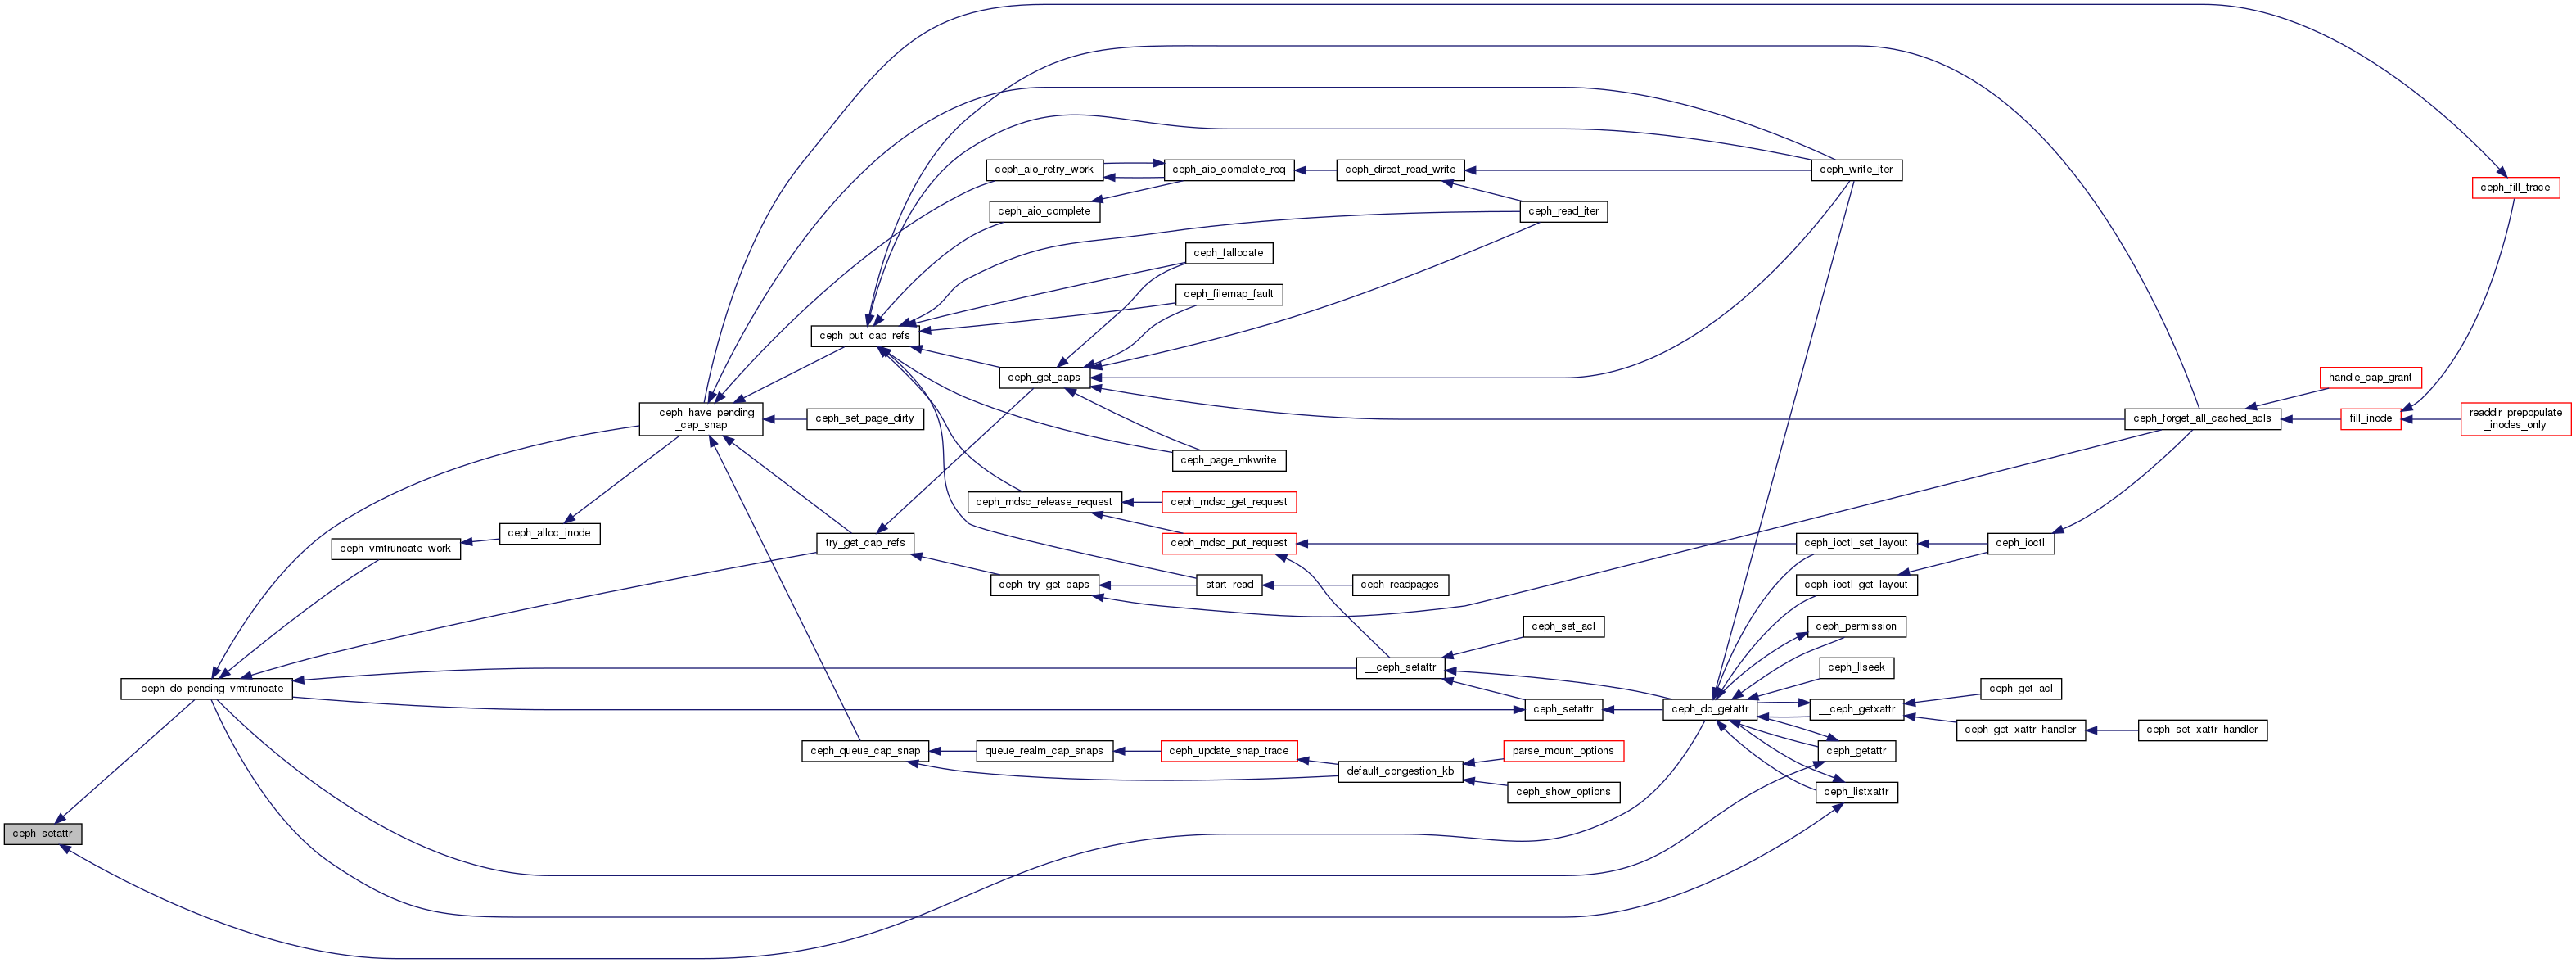 ceph_fill_trace
ceph_aio_retry_work
ceph_aio_complete_req
ceph_direct_read_write
ceph_write_iter
ceph_aio_complete
ceph_read_iter
ceph_fallocate
ceph_filemap_fault
ceph_put_cap_refs
ceph_get_caps
handle_cap_grant
__ceph_have_pending
_cap_snap
ceph_set_page_dirty
ceph_forget_all_cached_acls
fill_inode
readdir_prepopulate
_inodes_only
ceph_page_mkwrite
ceph_mdsc_release_request
ceph_mdsc_get_request
ceph_alloc_inode
ceph_vmtruncate_work
try_get_cap_refs
ceph_mdsc_put_request
ceph_ioctl_set_layout
ceph_ioctl
ceph_try_get_caps
start_read
ceph_readpages
ceph_ioctl_get_layout
ceph_set_acl
ceph_permission
__ceph_setattr
ceph_llseek
__ceph_do_pending_vmtruncate
ceph_get_acl
ceph_setattr
ceph_do_getattr
__ceph_getxattr
ceph_get_xattr_handler
ceph_set_xattr_handler
ceph_queue_cap_snap
queue_realm_cap_snaps
ceph_update_snap_trace
parse_mount_options
ceph_getattr
default_congestion_kb
ceph_show_options
ceph_listxattr
ceph_setattr